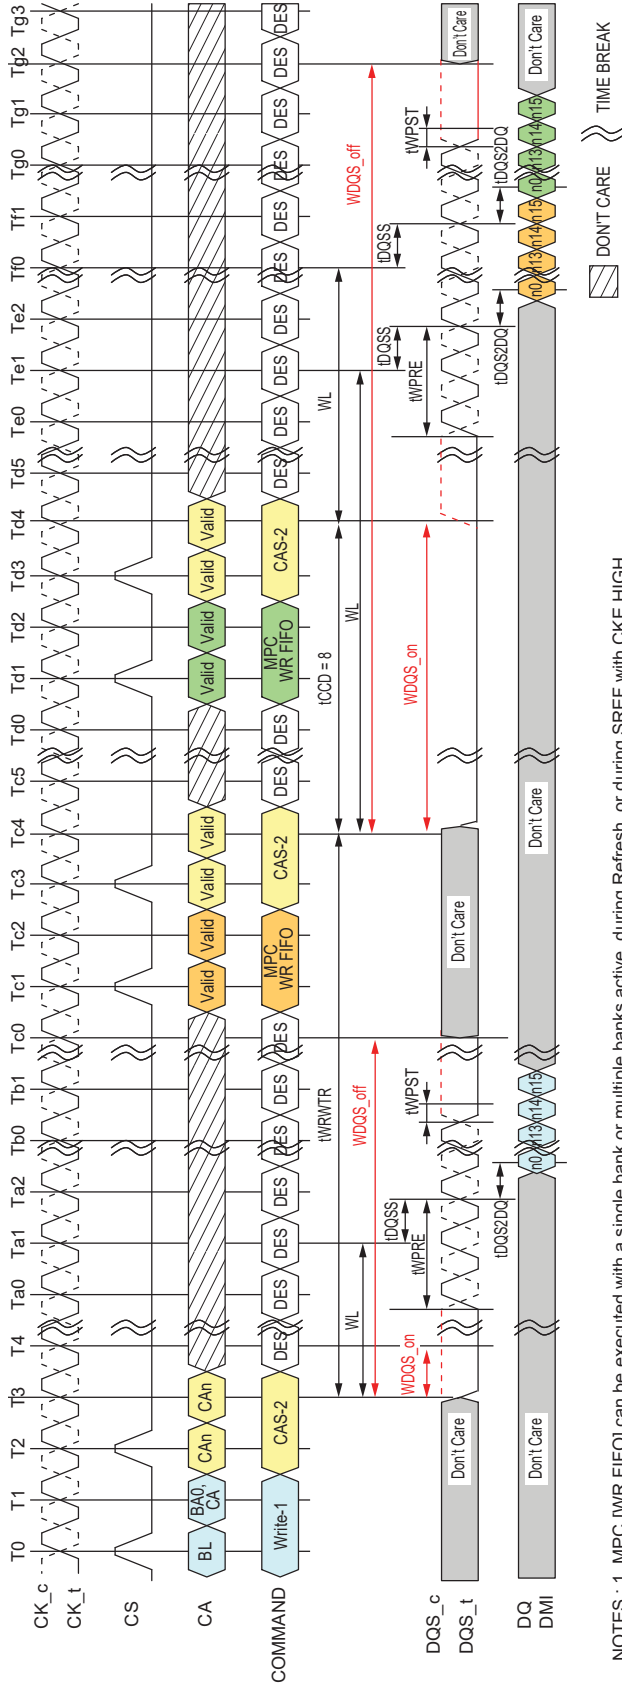 T0 T1 T2 T3 T4 Ta0 Ta1 Ta2 Tb0 Tb1 Tc0 Tc1 Tc2 Tc3 Tc4 Tc5 Td0 Td1 Td2 Td3 Td4 Td5 Te0 Te1 Te2 Tf0 Tf1 Tg0 Tg1 Tg2 Tg3
CK_c
CK_t
CS
CA BL BA0, CA CAn CAn Valid Valid Valid Valid Valid Valid Valid Valid
COMMAND Write-1 CAS-2 DES DES DES DES DES DES DES MPC WR FIFO CAS-2 DES DES MPC WR FIFO CAS-2 DES DES DES DES DES DES DES DES DES DES
tWRWTR tCCD = 8 WL
WL WL
WDQS_off WDQS_off
tDQSS tDQSS tDQSS
WDQS_on tWPRE tWPST WDQS_on tWPRE tWPST
DQS_c
DQS_t
Don't Care Don't Care Don't Care
tDQS2DQ tDQS2DQ tDQS2DQ
DQ
DMI
Don't Care n0 n13 n14 n15 Don't Care n0 n13 n14 n15 n0 n13 n14 n15 Don't Care
DON'T CARE TIME BREAK
NOTES : 1. MPC [WR FIFO] can be executed with a single bank or multiple banks active, during Refresh, or during SREF with CKE HIGH.